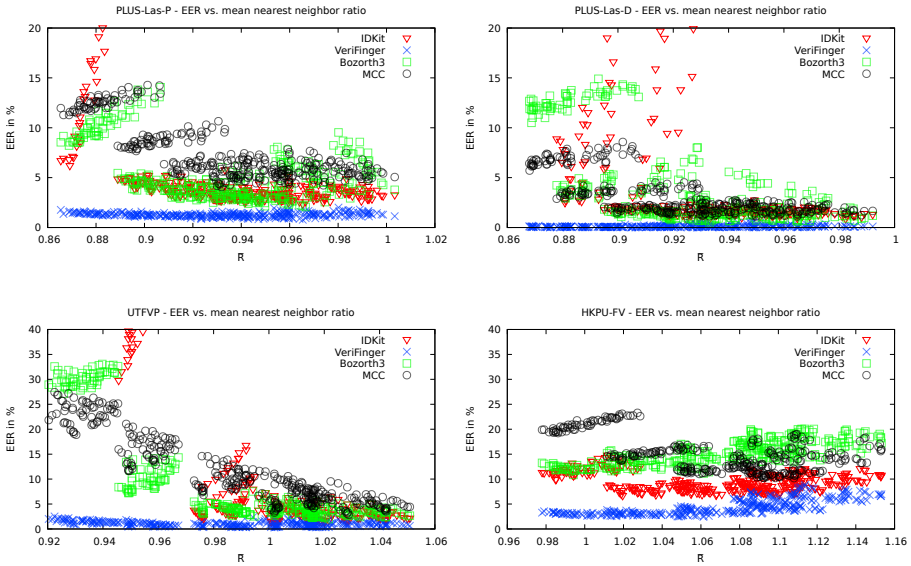 PLUS-Las-P - EER vs. mean nearest neighbor ratio
20
15
10
5
0
EER in %
IDKit
VeriFinger
Bozorth3
MCC
0.86 0.88 0.9 0.92 0.94 0.96 0.98 1 1.02
R̄
PLUS-Las-D - EER vs. mean nearest neighbor ratio
20
15
10
5
0
EER in %
IDKit
VeriFinger
Bozorth3
MCC
0.86 0.88 0.9 0.92 0.94 0.96 0.98 1
R̄
UTFVP - EER vs. mean nearest neighbor ratio
40
35
30
25
20
15
10
5
0
EER in %
IDKit
VeriFinger
Bozorth3
MCC
0.92 0.94 0.96 0.98 1 1.02 1.04 1.06
R̄
HKPU-FV - EER vs. mean nearest neighbor ratio
40
35
30
25
20
15
10
5
0
EER in %
IDKit
VeriFinger
Bozorth3
MCC
0.96 0.98 1 1.02 1.04 1.06 1.08 1.1 1.12 1.14 1.16
R̄